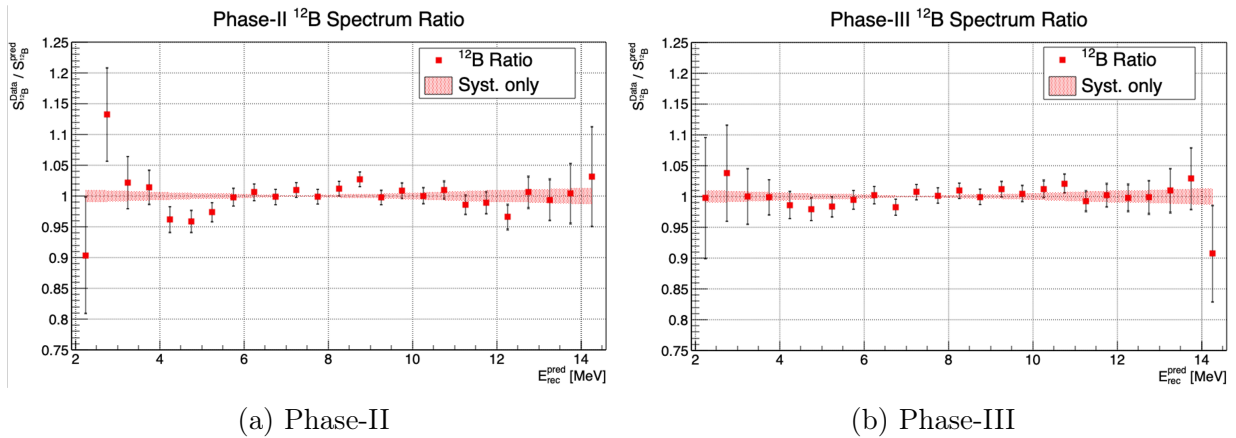 Phase-II ¹²B Spectrum Ratio
S^Data_¹²B / S^pred_¹²B
1.25
1.2
1.15
1.1
1.05
1
0.95
0.9
0.85
0.8
0.75
¹²B Ratio
Syst. only
2 4 6 8 10 12 14
E^pred_rec [MeV]
(a) Phase-II
Phase-III ¹²B Spectrum Ratio
S^Data_¹²B / S^pred_¹²B
1.25
1.2
1.15
1.1
1.05
1
0.95
0.9
0.85
0.8
0.75
¹²B Ratio
Syst. only
2 4 6 8 10 12 14
E^pred_rec [MeV]
(b) Phase-III